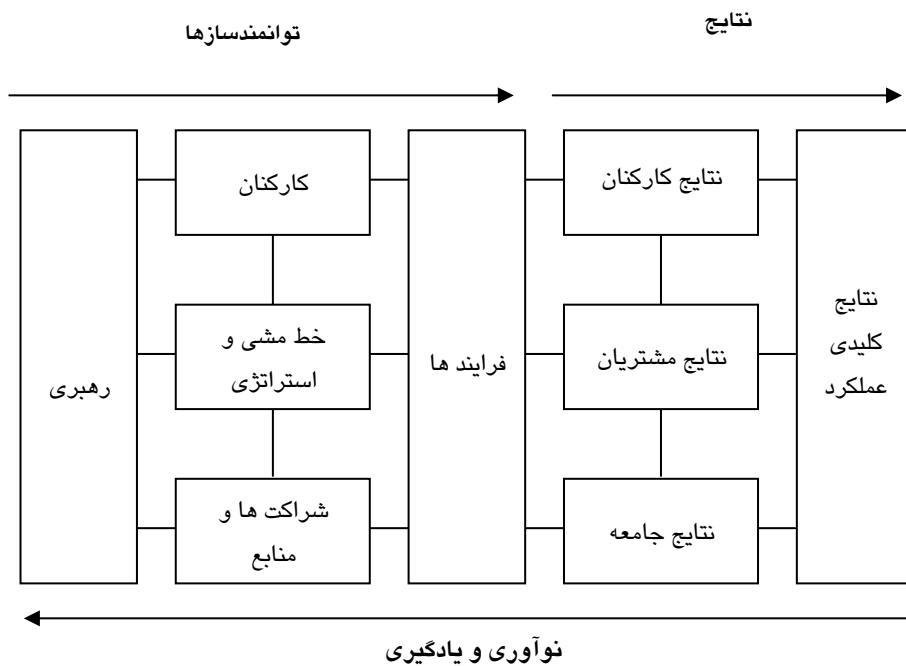 توانمندسازها
نتایج
رهبری
کارکنان
خط مشی و
استراتژی
شراکت ها و
منابع
فرایند ها
نتایج کارکنان
نتایج مشتریان
نتایج جامعه
نتایج
کلیدی
عملکرد
نوآوری و یادگیری